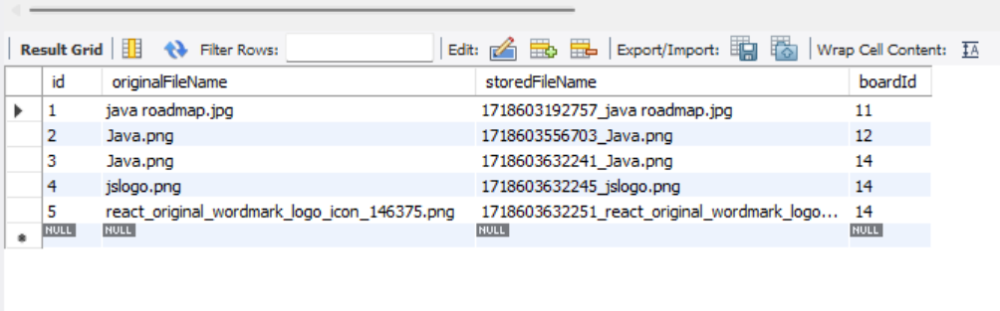 Result Grid Filter Rows: Edit: Export/Import: Wrap Cell Content: IA
id originalFileName storedFileName boardId
1 java roadmap.jpg 1718603192757_java roadmap.jpg 11
2 Java.png 1718603556703_Java.png 12
3 Java.png 1718603632241_Java.png 14
4 jslogo.png 1718603632245_jslogo.png 14
5 react_original_wordmark_logo_icon_146375.png 1718603632251_react_original_wordmark_logo... 14
NULL NULL NULL NULL